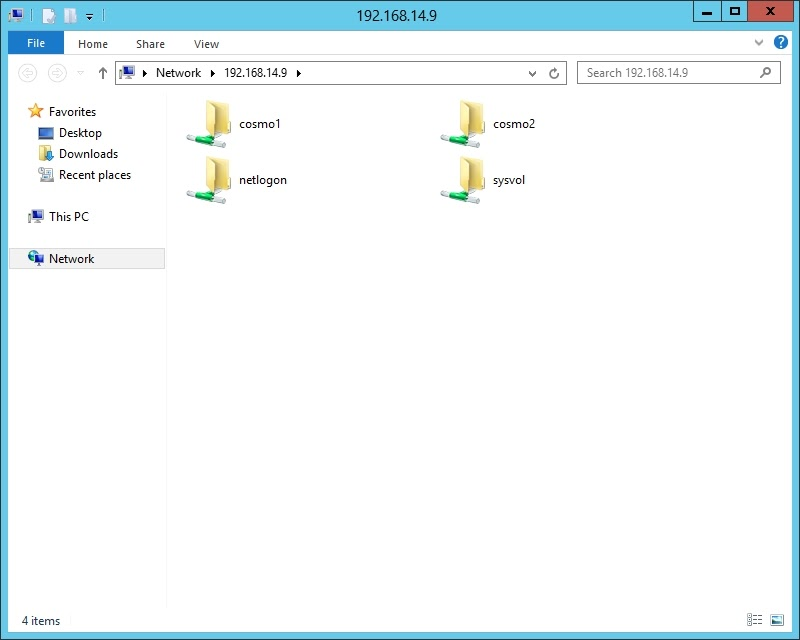 192.168.14.9
File Home Share View
Network 192.168.14.9 Search 192.168.14.9
Favorites
Desktop
Downloads
Recent places
This PC
Network
cosmo1 cosmo2
netlogon sysvol
4 items